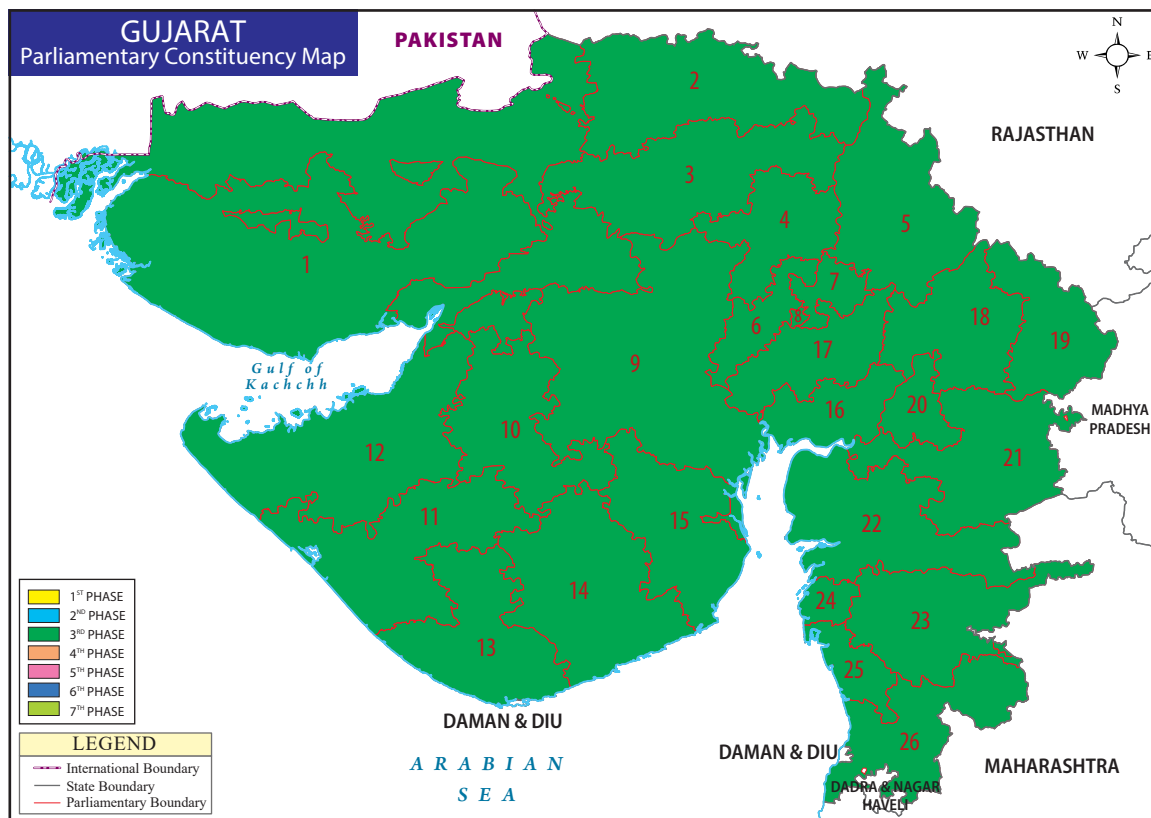 GUJARAT
Parliamentary Constituency Map
PAKISTAN
N
W
E
S
RAJASTHAN
2
3
4
5
1
7
6
8
18
19
17
9
Gulf of
Kachchh
16
20
MADHYA
PRADESH
10
12
21
11
15
22
14
24
23
13
25
26
1ST PHASE
2ND PHASE
3RD PHASE
4TH PHASE
5TH PHASE
6TH PHASE
7TH PHASE
DAMAN & DIU
DAMAN & DIU
ARABIAN
SEA
MAHARASHTRA
DADRA & NAGAR
HAVELI
LEGEND
International Boundary
State Boundary
Parliamentary Boundary